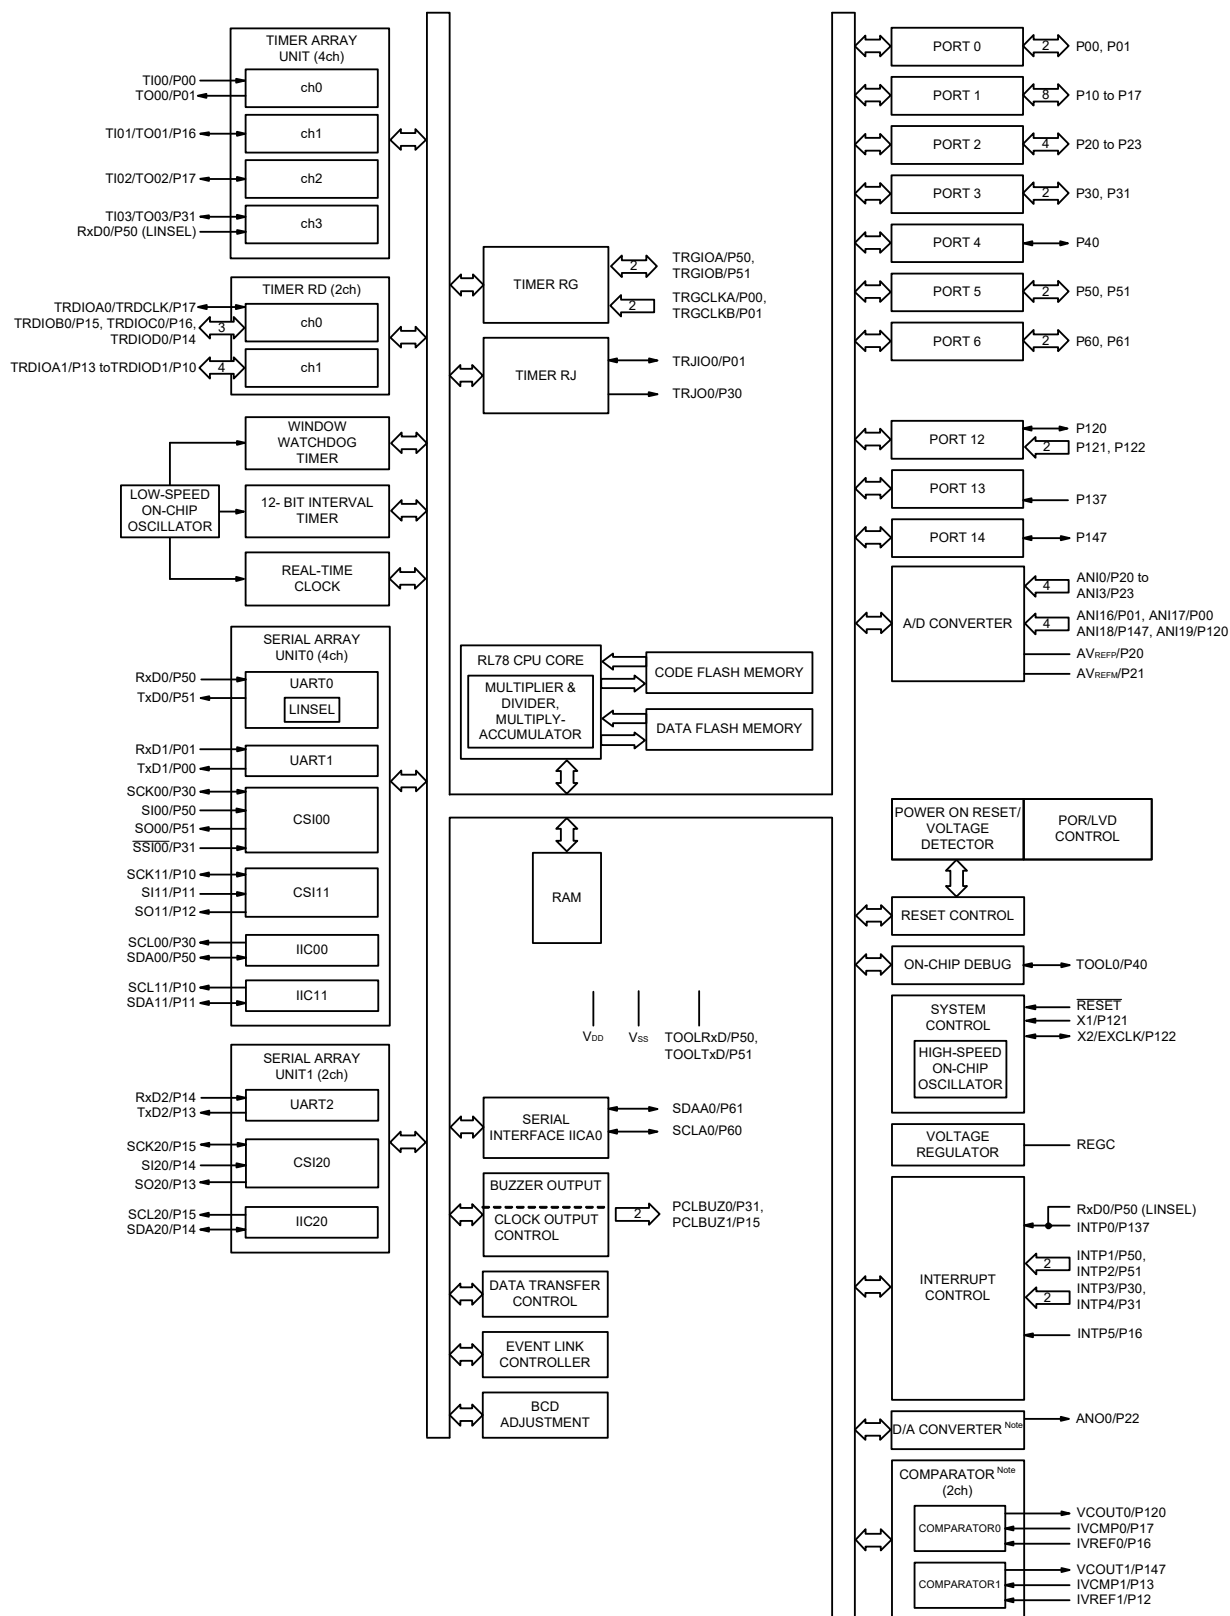 TIMER ARRAY
UNIT (4ch)
TI00/P00
TO00/P01
ch0
TI01/TO01/P16
ch1
TI02/TO02/P17
ch2
TI03/TO03/P31
RxD0/P50 (LINSEL)
ch3
TIMER RD (2ch)
TRDIOA0/TRDCLK/P17
TRDIOB0/P15, TRDIOC0/P16,
TRDIOD0/P14
3
ch0
TRDIOA1/P13 toTRDIOD1/P10
4
ch1
LOW-SPEED
ON-CHIP
OSCILLATOR
WINDOW
WATCHDOG
TIMER
12- BIT INTERVAL
TIMER
REAL-TIME
CLOCK
SERIAL ARRAY
UNIT0 (4ch)
RxD0/P50
TxD0/P51
UART0
LINSEL
RxD1/P01
TxD1/P00
UART1
SCK00/P30
SI00/P50
SO00/P51
SSI00/P31
CSI00
SCK11/P10
SI11/P11
SO11/P12
CSI11
SCL00/P30
SDA00/P50
IIC00
SCL11/P10
SDA11/P11
IIC11
SERIAL ARRAY
UNIT1 (2ch)
RxD2/P14
TxD2/P13
UART2
SCK20/P15
SI20/P14
SO20/P13
CSI20
SCL20/P15
SDA20/P14
IIC20
TIMER RG
2
TRGIOA/P50,
TRGIOB/P51
2
TRGCLKA/P00,
TRGCLKB/P01
TIMER RJ
TRJIO0/P01
TRJO0/P30
RL78 CPU CORE
MULTIPLIER &
DIVIDER,
MULTIPLY-
ACCUMULATOR
CODE FLASH MEMORY
DATA FLASH MEMORY
RAM
VDD
VSS
TOOLRxD/P50,
TOOLTxD/P51
SERIAL
INTERFACE IICA0
SDAA0/P61
SCLA0/P60
BUZZER OUTPUT
CLOCK OUTPUT
CONTROL
2
PCLBUZ0/P31,
PCLBUZ1/P15
DATA TRANSFER
CONTROL
EVENT LINK
CONTROLLER
BCD
ADJUSTMENT
PORT 0
2
P00, P01
PORT 1
8
P10 to P17
PORT 2
4
P20 to P23
PORT 3
2
P30, P31
PORT 4
P40
PORT 5
2
P50, P51
PORT 6
2
P60, P61
PORT 12
P120
2
P121, P122
PORT 13
P137
PORT 14
P147
A/D CONVERTER
4
ANI0/P20 to
ANI3/P23
4
ANI16/P01, ANI17/P00
ANI18/P147, ANI19/P120
AVREFP/P20
AVREFM/P21
POWER ON RESET/
VOLTAGE
DETECTOR
POR/LVD
CONTROL
RESET CONTROL
ON-CHIP DEBUG
TOOL0/P40
SYSTEM
CONTROL
HIGH-SPEED
ON-CHIP
OSCILLATOR
RESET
X1/P121
X2/EXCLK/P122
VOLTAGE
REGULATOR
REGC
INTERRUPT
CONTROL
RxD0/P50 (LINSEL)
INTP0/P137
2
INTP1/P50,
INTP2/P51
2
INTP3/P30,
INTP4/P31
INTP5/P16
D/A CONVERTER Note
ANO0/P22
COMPARATOR Note
(2ch)
COMPARATOR0
VCOUT0/P120
IVCMP0/P17
IVREF0/P16
COMPARATOR1
VCOUT1/P147
IVCMP1/P13
IVREF1/P12